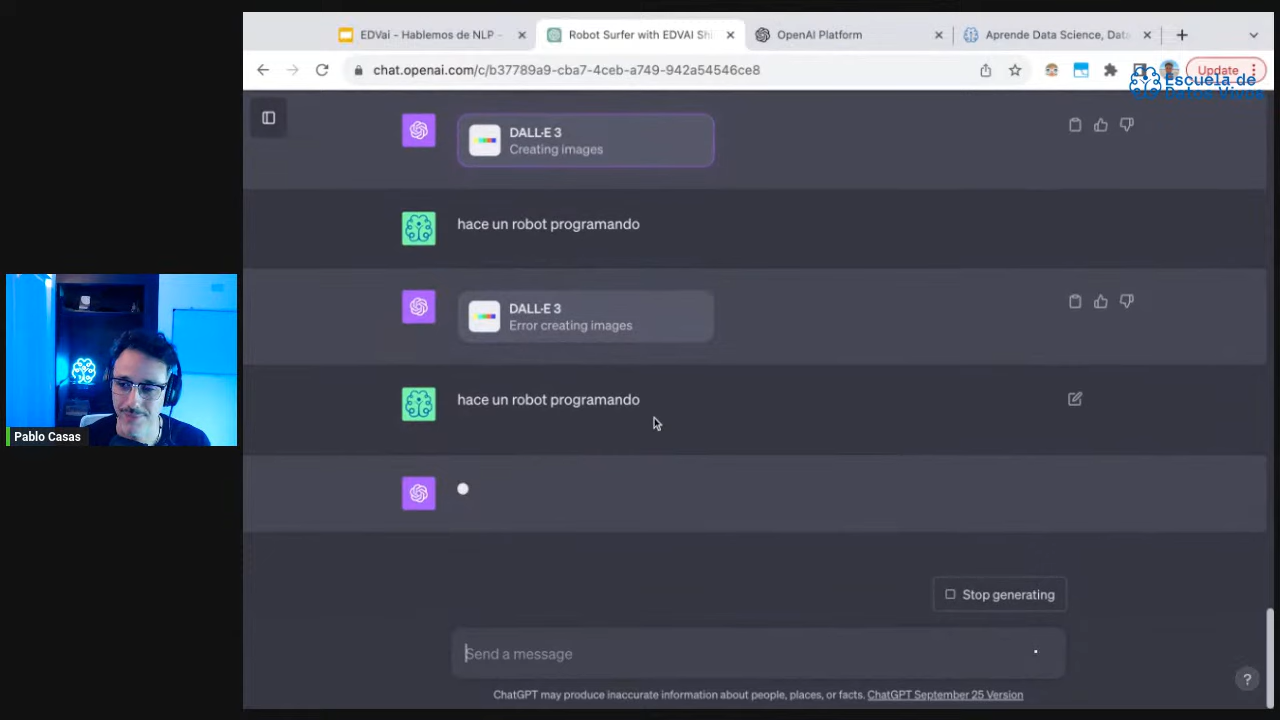 EDVai - Hablemos de NLP -
Robot Surfer with EDVAI Shi
OpenAI Platform
Aprende Data Science, Data
chat.openai.com/c/b37789a9-cba7-4ceb-a749-942a54546ce8
Update
Escuela de
Datos Vivos
DALL·E 3
Creating images
hace un robot programando
DALL·E 3
Error creating images
hace un robot programando
Pablo Casas
Stop generating
Send a message
ChatGPT may produce inaccurate information about people, places, or facts. ChatGPT September 25 Version
?